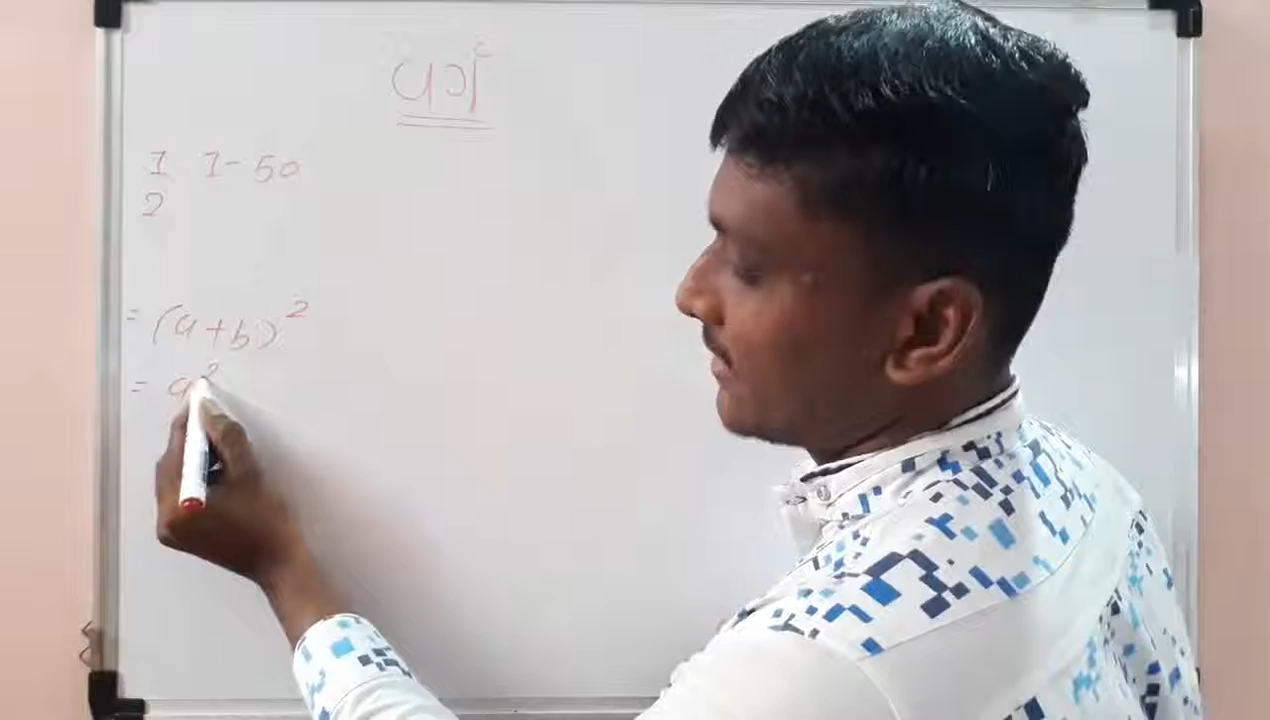 વર્ગ
1 1-50
2
= (a+b)²
= a²